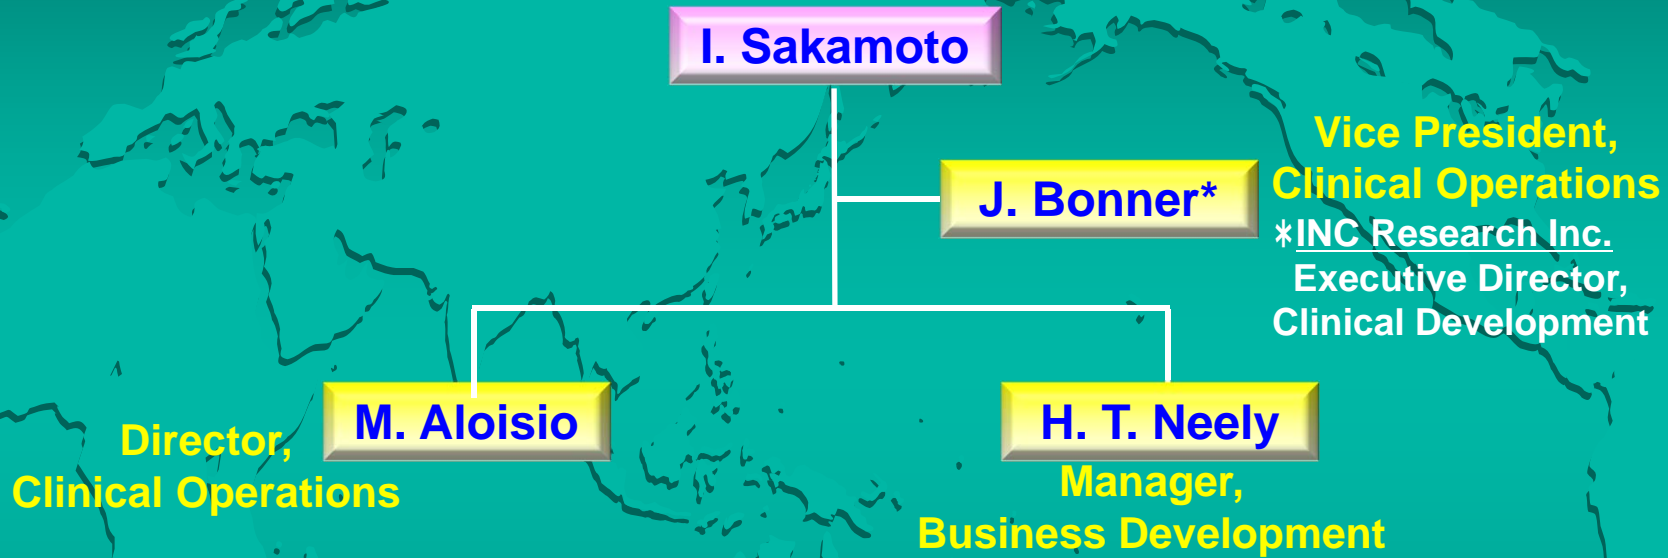 I. Sakamoto
J. Bonner*
Vice President,
Clinical Operations
*INC Research Inc.
Executive Director,
Clinical Development
M. Aloisio
Director,
Clinical Operations
H. T. Neely
Manager,
Business Development